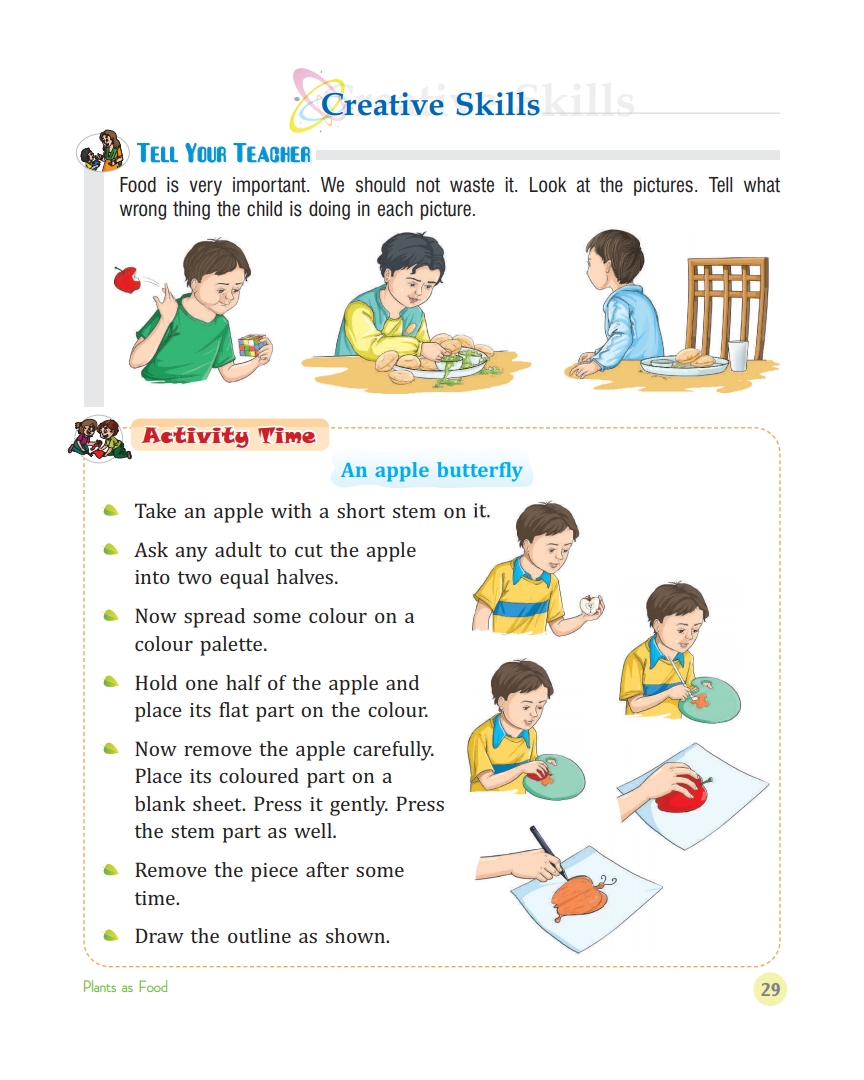 Creative Skills
TELL YOUR TEACHER
Food is very important. We should not waste it. Look at the pictures. Tell what
wrong thing the child is doing in each picture.
Activity Time
An apple butterfly
Take an apple with a short stem on it.
Ask any adult to cut the apple
into two equal halves.
Now spread some colour on a
colour palette.
Hold one half of the apple and
place its flat part on the colour.
Now remove the apple carefully.
Place its coloured part on a
blank sheet. Press it gently. Press
the stem part as well.
Remove the piece after some
time.
Draw the outline as shown.
Plants as Food
29